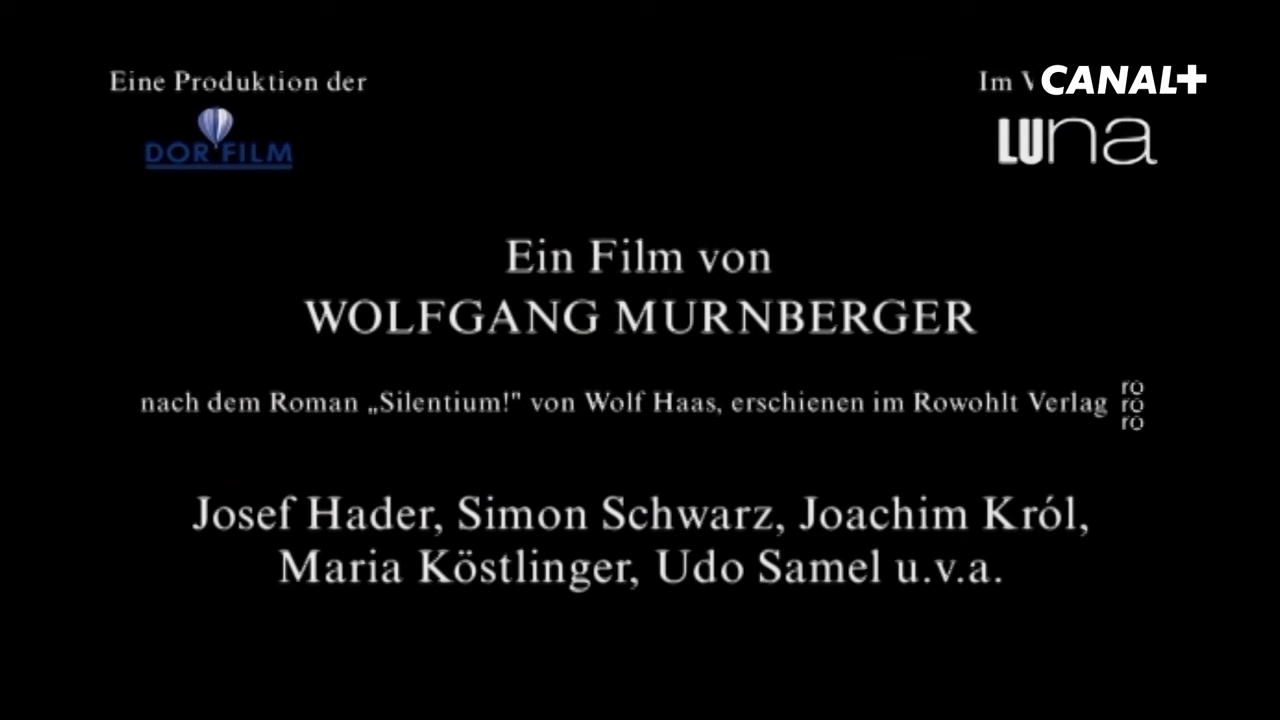 Eine Produktion der
DOR FILM
Im
CANAL+
LUna
Ein Film von
WOLFGANG MURNBERGER
nach dem Roman „Silentium!" von Wolf Haas, erschienen im Rowohlt Verlag
ro
ro
ro
Josef Hader, Simon Schwarz, Joachim Król,
Maria Köstlinger, Udo Samel u.v.a.